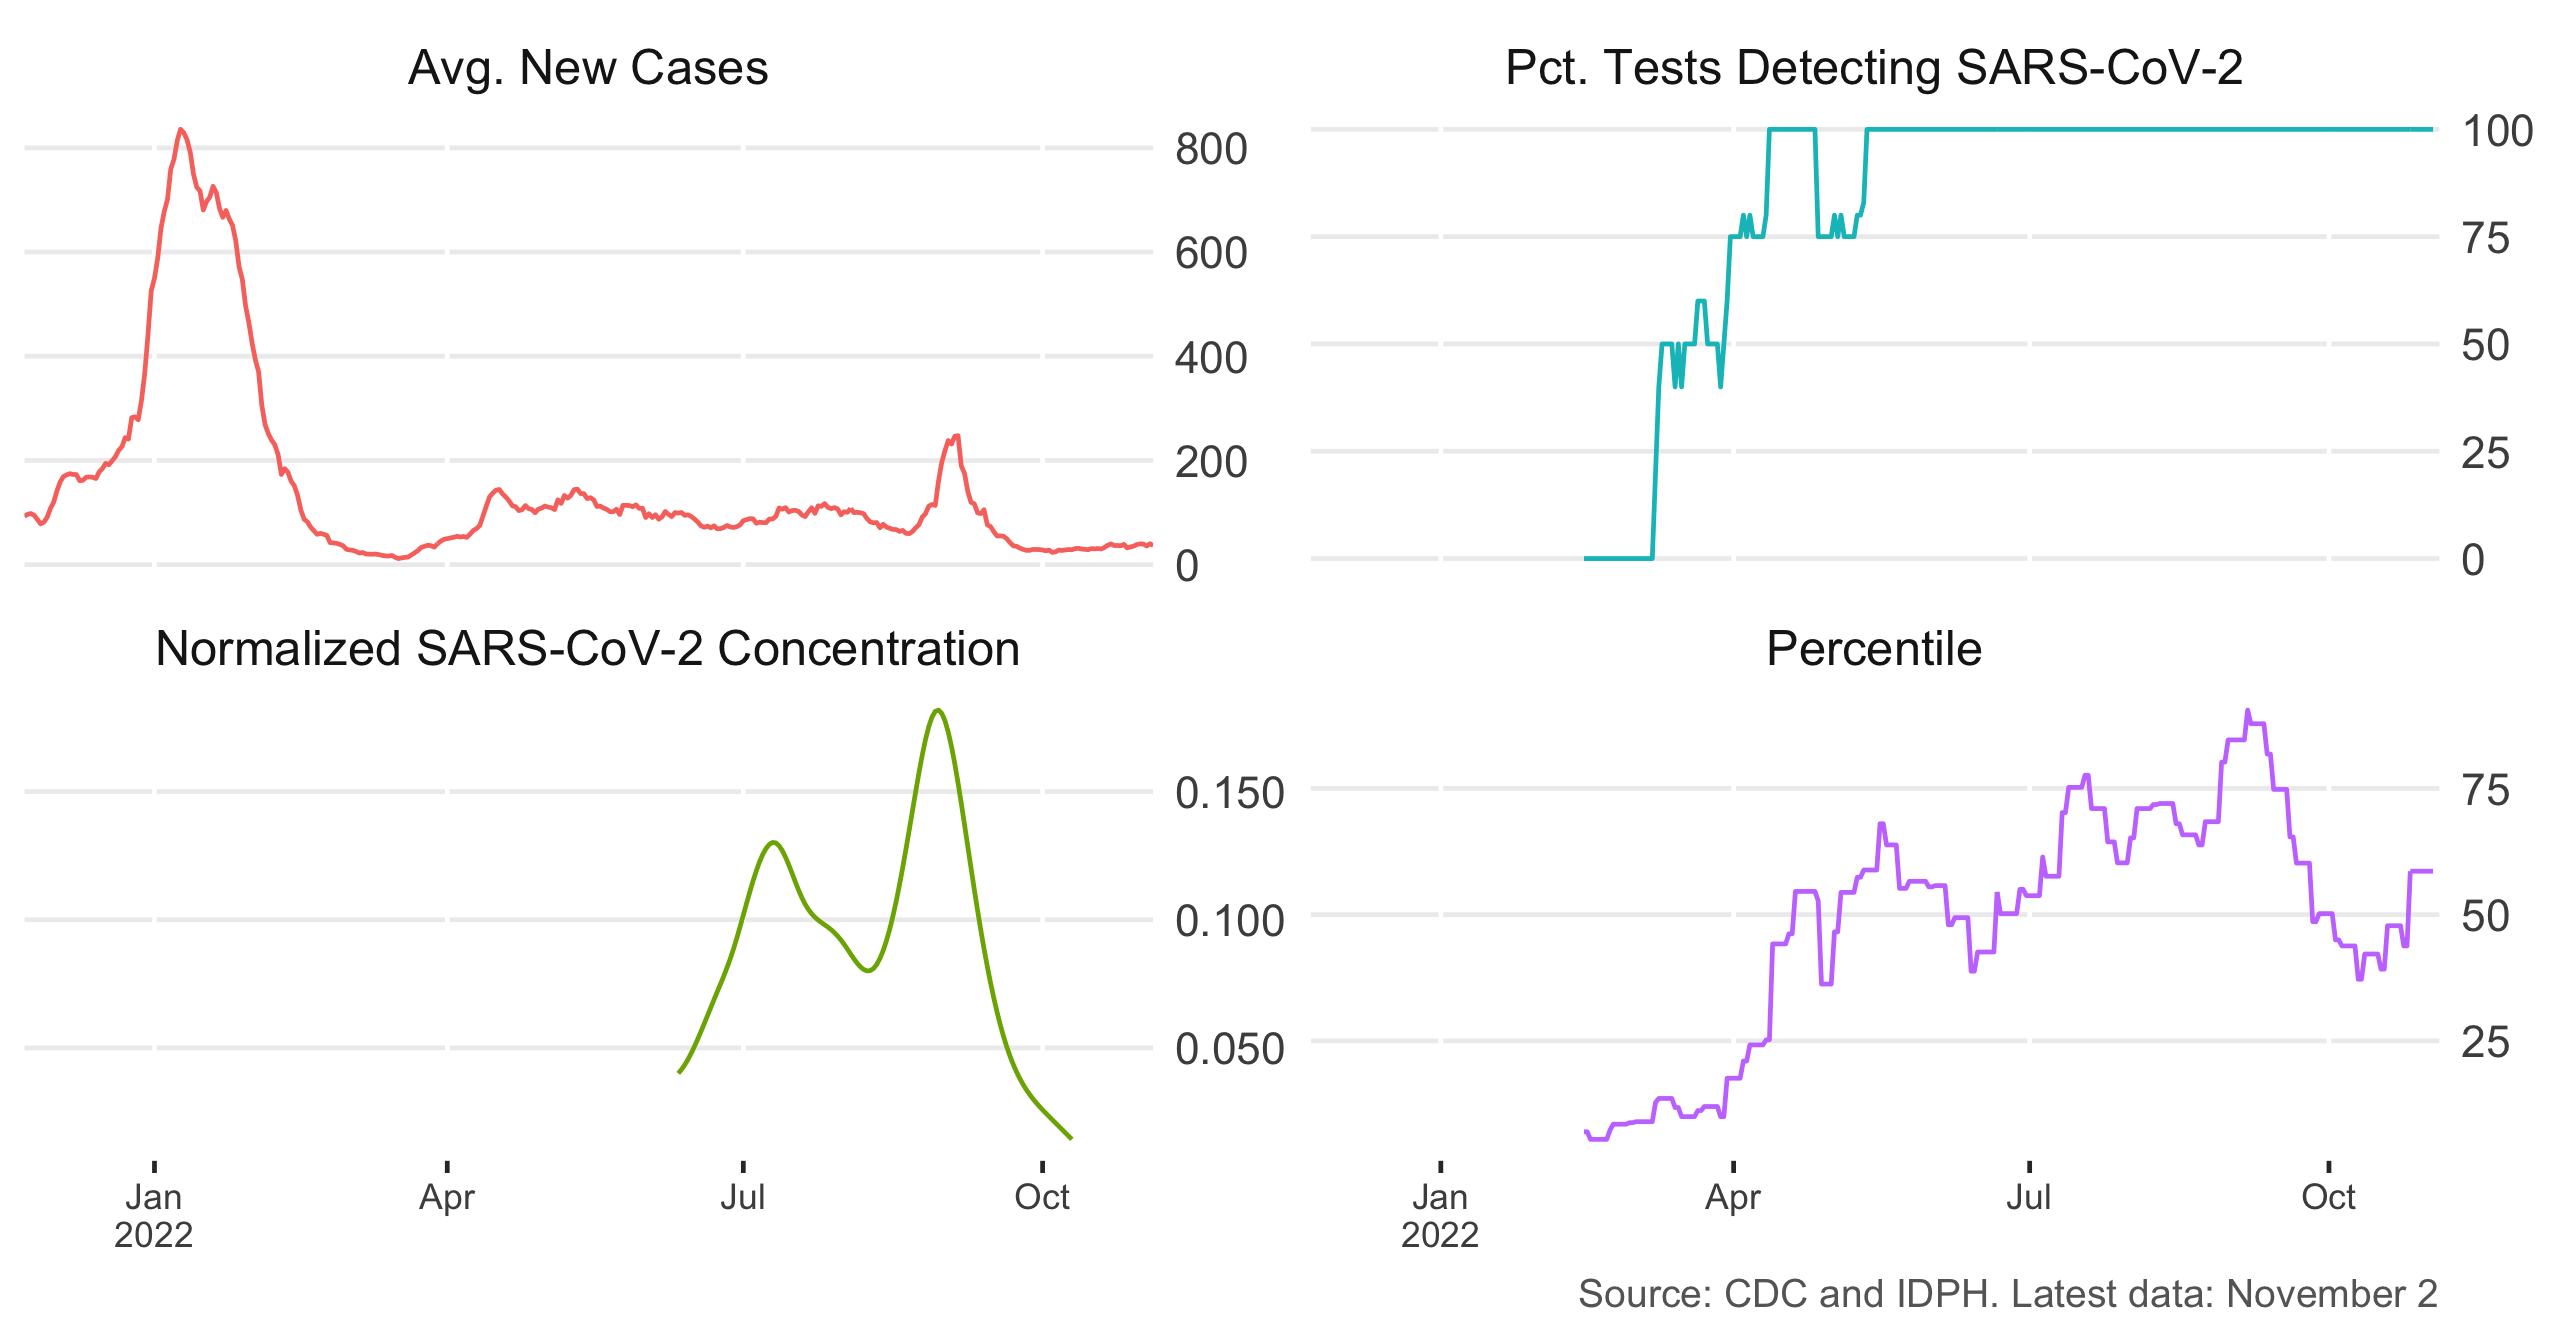 Avg. New Cases
800
600
400
200
0
Pct. Tests Detecting SARS-CoV-2
100
75
50
25
0
Normalized SARS-CoV-2 Concentration
0.150
0.100
0.050
Jan
2022
Apr
Jul
Oct
Percentile
75
50
25
Jan
2022
Apr
Jul
Oct
Source: CDC and IDPH. Latest data: November 2